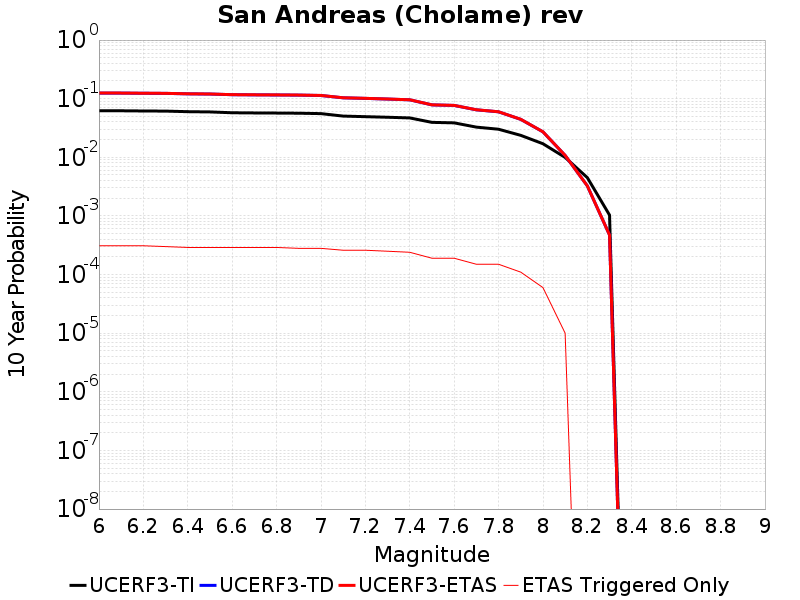 San Andreas (Cholame) rev
10 Year Probability
10^0
10^-1
10^-2
10^-3
10^-4
10^-5
10^-6
10^-7
10^-8
6 6.2 6.4 6.6 6.8 7 7.2 7.4 7.6 7.8 8 8.2 8.4 8.6 8.8 9
Magnitude
UCERF3-TI UCERF3-TD UCERF3-ETAS ETAS Triggered Only